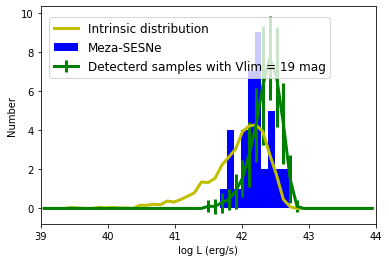 10
8
6
4
2
0
Number
Intrinsic distribution
Meza-SESNe
Detecterd samples with Vlim = 19 mag
39
40
41
42
43
44
log L (erg/s)